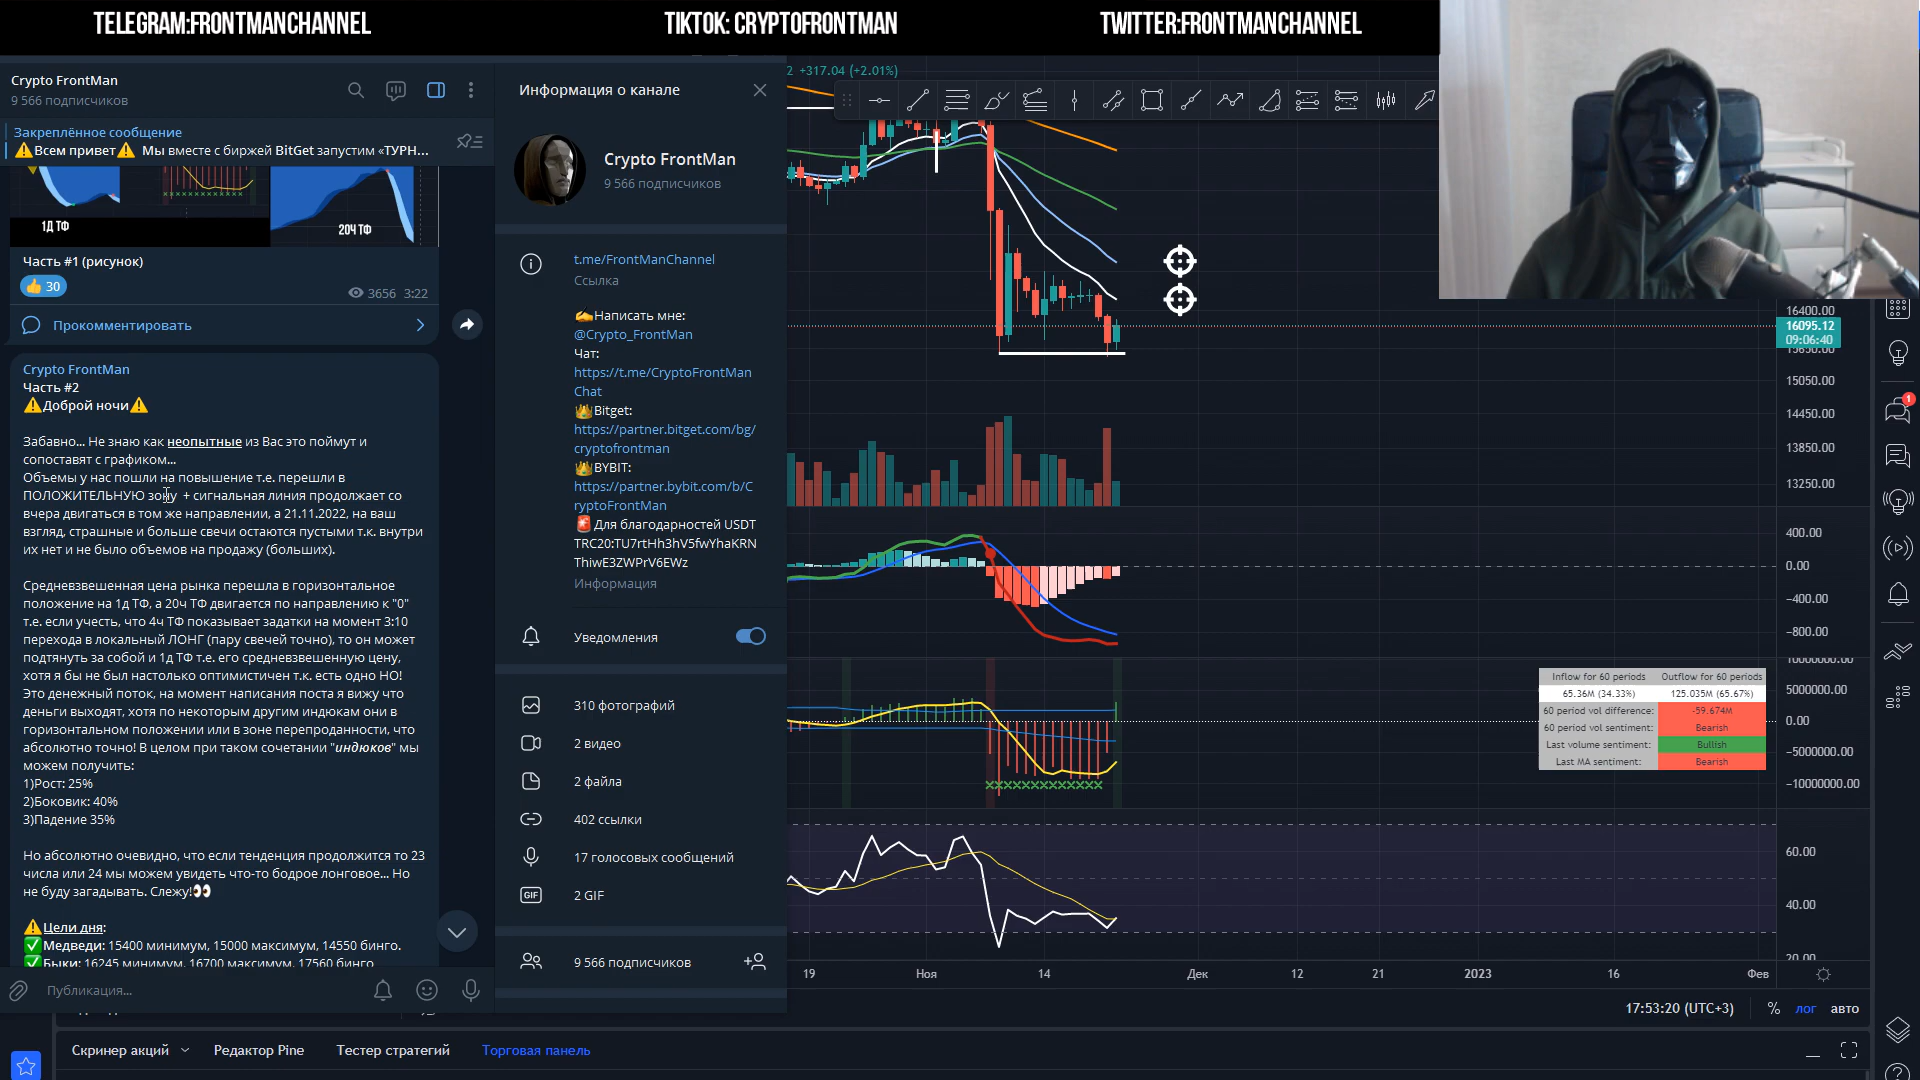 TELEGRAM:FRONTMANCHANNEL
TIKTOK: CRYPTOFRONTMAN
TWITTER:FRONTMANCHANNEL
Crypto FrontMan
9 566 подписчиков
Закреплённое сообщение
⚠️Всем привет⚠️ Мы вместе с биржей BitGet запустим «ТУРН...
1Д ТФ
20Ч ТФ
Часть #1 (рисунок)
👍 30
3656 3:22
Прокомментировать
Crypto FrontMan
Часть #2
⚠️Доброй ночи⚠️
Забавно... Не знаю как неопытные из Вас это поймут и
сопоставят с графиком...
Объемы у нас пошли на повышение т.е. перешли в
ПОЛОЖИТЕЛЬНУЮ зону + сигнальная линия продолжает со
вчера двигаться в том же направлении, а 21.11.2022, на ваш
взгляд, страшные и больше свечи остаются пустыми т.к. внутри
их нет и не было объемов на продажу (больших).
Средневзвешенная цена рынка перешла в горизонтальное
положение на 1д ТФ, а 20ч ТФ двигается по направлению к "0"
т.е. если учесть, что 4ч ТФ показывает задатки на момент 3:10
перехода в локальный ЛОНГ (пару свечей точно), то он может
подтянуть за собой и 1д ТФ т.е. его средневзвешенную цену,
хотя я бы не был настолько оптимистичен т.к. есть одно НО!
Это денежный поток, на момент написания поста я вижу что
деньги выходят, хотя по некоторым другим индюкам они в
горизонтальном положении или в зоне перепроданности, что
абсолютно точно! В целом при таком сочетании "индюков" мы
можем получить:
1)Рост: 25%
2)Боковик: 40%
3)Падение 35%
Но абсолютно очевидно, что если тенденция продолжится то 23
числа или 24 мы можем увидеть что-то бодрое лонговое... Но
не буду загадывать. Слежу!👀
⚠️Цели дня:
✅Медведи: 15400 минимум, 15000 максимум, 14550 бинго.
✅Быки: 16245 минимум, 16700 максимум, 17560 бинго
Публикация...
Информация о канале
Crypto FrontMan
9 566 подписчиков
t.me/FrontManChannel
Ссылка
✍Написать мне:
@Crypto_FrontMan
Чат:
https://t.me/CryptoFrontMan
Chat
👑Bitget:
https://partner.bitget.com/bg/
cryptofrontman
👑BYBIT:
https://partner.bybit.com/b/C
ryptoFrontMan
🚨Для благодарностей USDT
TRC20:TU7rtHh3hV5fwYhaKRN
ThiwE3ZWPrV6EWz
Информация
Уведомления
310 фотографий
2 видео
2 файла
402 ссылки
17 голосовых сообщений
GIF
2 GIF
9 566 подписчиков
2 +317.04 (+2.01%)
16400.00
16095.12
09:06:40
15650.00
15050.00
14450.00
13850.00
13250.00
400.00
0.00
−400.00
−800.00
10000000.00
5000000.00
0.00
−5000000.00
−10000000.00
60.00
40.00
20.00
Inflow for 60 periods Outflow for 60 periods
65.36M (34.33%) 125.035M (65.67%)
60 period vol difference: -59.674M
60 period vol sentiment: Bearish
Last volume sentiment: Bullish
Last MA sentiment: Bearish
19 Ноя 14 Дек 12 21 2023 16 Фев
17:53:20 (UTC+3) % лог авто
Скринер акций Редактор Pine Тестер стратегий Торговая панель
1